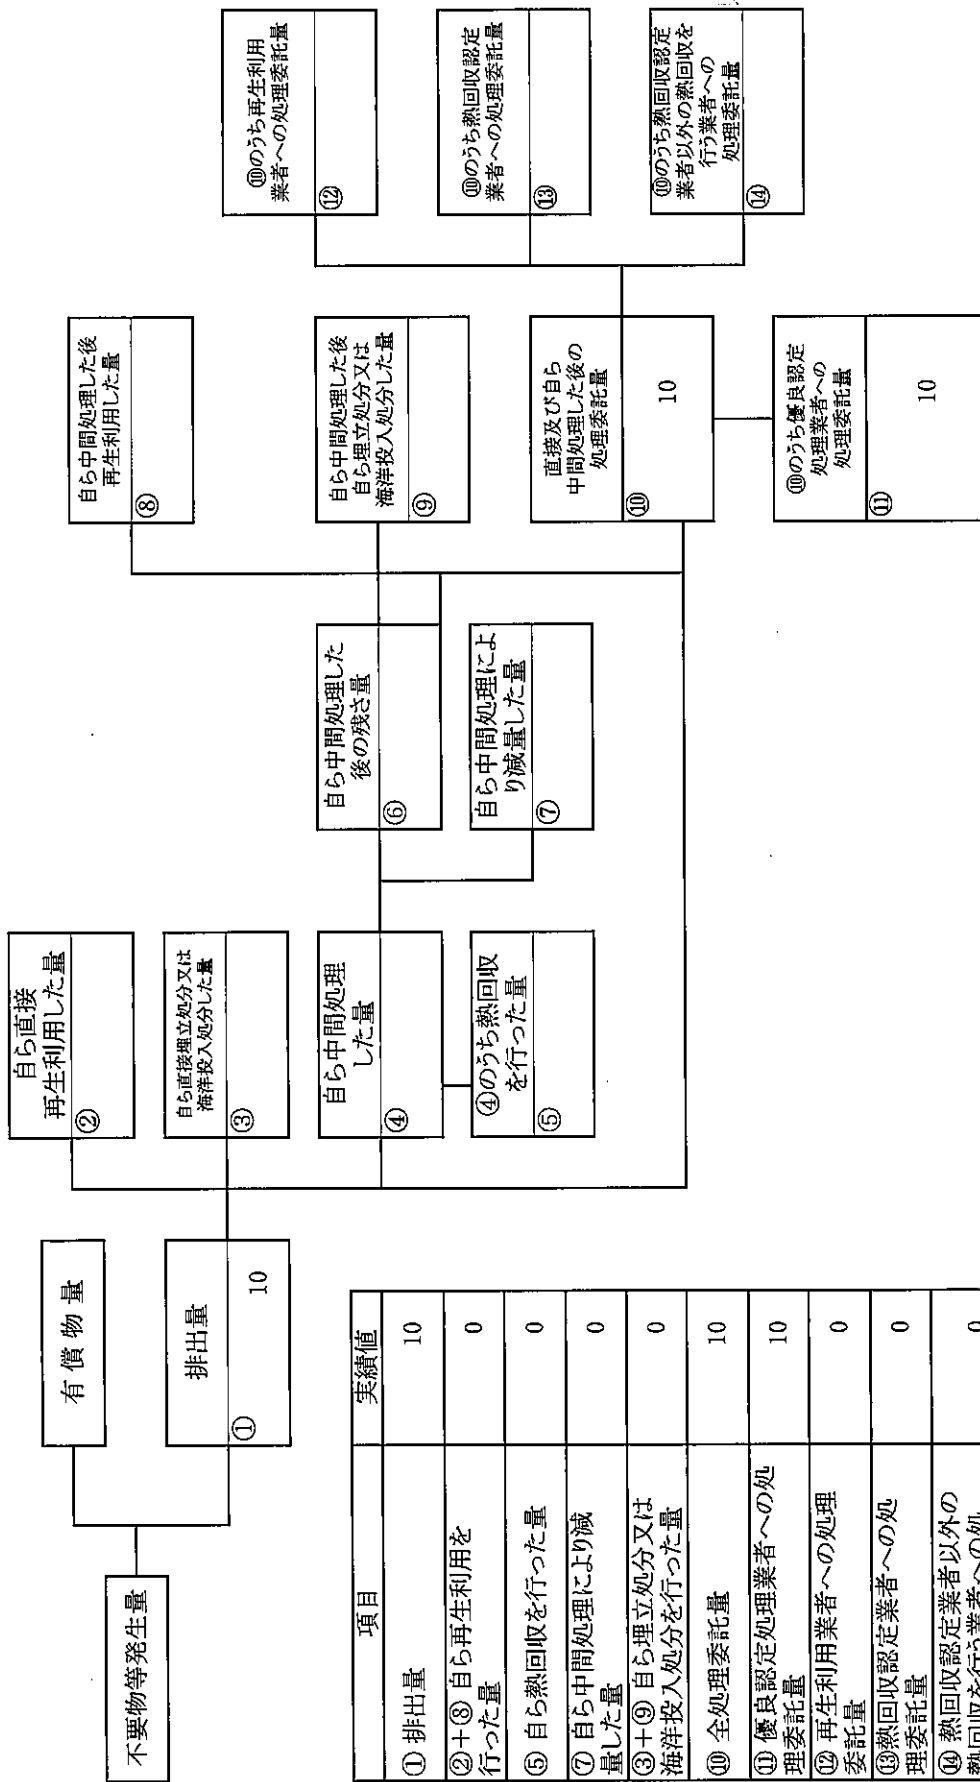 不要物等発生量
有償物量
排出量
①
10
自ら直接
再生利用した量
②
自ら直接埋立処分又は
海洋投入処分した量
③
自ら中間処理
した量
④
④のうち熱回収
を行った量
⑤
自ら中間処理した
後の残さ量
⑥
自ら中間処理によ
り減量した量
⑦
自ら中間処理した後
再生利用した量
⑧
自ら中間処理した後
自ら埋立処分又は
海洋投入処分した量
⑨
直接及び自ら
中間処理した後の
処理委託量
⑩
10
⑩のうち優良認定
処理業者への
処理委託量
⑪
10
⑩のうち再生利用
業者への処理委託量
⑫
⑩のうち熱回収認定
業者への処理委託量
⑬
⑩のうち熱回収認定
業者以外の熱回収を
行う業者への
処理委託量
⑭
項目 実績値
① 排出量 10
②+⑧ 自ら再生利用を
行った量 0
⑤ 自ら熱回収を行った量 0
⑦ 自ら中間処理により減
量した量 0
③+⑨ 自ら埋立処分又は
海洋投入処分を行った量 0
⑩ 全処理委託量 10
⑪ 優良認定処理業者への処
理委託量 10
⑫ 再生利用業者への処理
委託量 0
⑬熱回収認定業者への処
理委託量 0
⑭ 熱回収認定業者以外の
熱回収を行う業者への処 0